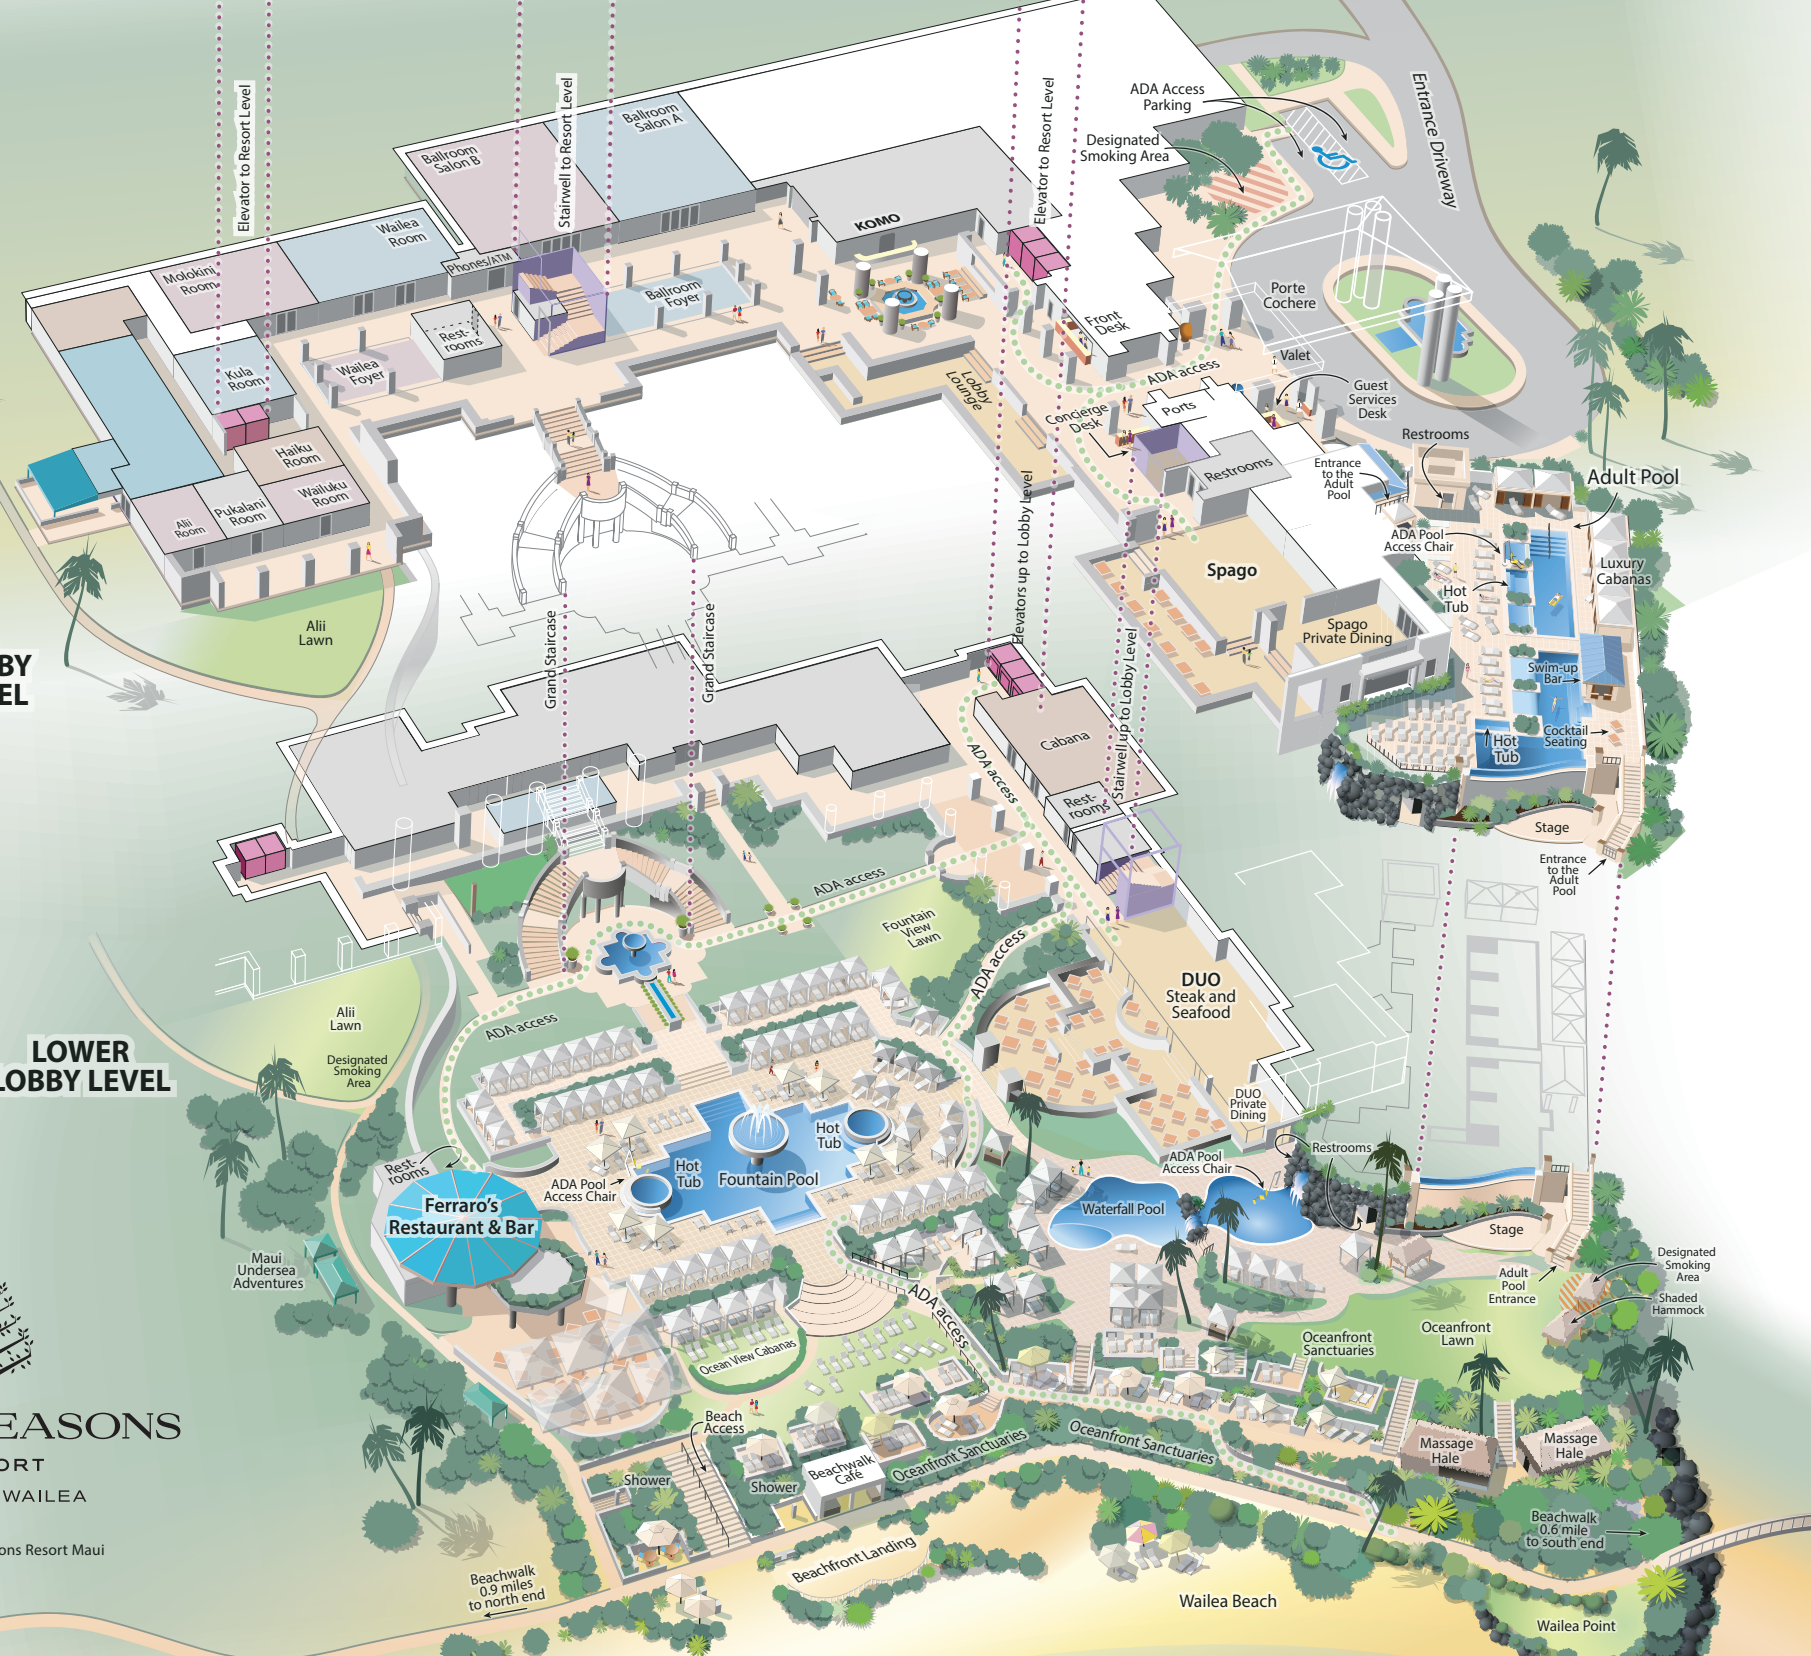 Elevator to Resort Level
Stairwell to Resort Level
Elevator to Resort Level
Ballroom
Salon A
Ballroom
Salon B
ADA Access
Parking
Designated
Smoking Area
Entrance Driveway
Wailea
Room
Molokini
Room
Phones/ATM
KOMO
Ballroom
Foyer
Rest-
rooms
Wailea
Foyer
Kula
Room
Front
Desk
Porte
Cochere
Valet
ADA access
Lobby
Lounge
Concierge
Desk
Ports
Guest
Services
Desk
Restrooms
Restrooms
Entrance
to the
Adult
Pool
Adult Pool
Haiku
Room
Wailuku
Room
Pukalani
Room
Alii
Room
ADA Pool
Access Chair
Luxury
Cabanas
Hot
Tub
Spago
Spago
Private Dining
Swim-up
Bar
Cocktail
Seating
Hot
Tub
Stage
Entrance
to the
Adult
Pool
Alii
Lawn
BY
EL
Grand Staircase
Grand Staircase
Elevators up to Lobby Level
Stairwell up to Lobby Level
Cabana
Rest-
rooms
ADA access
ADA access
Fountain
View
Lawn
ADA access
DUO
Steak and
Seafood
DUO
Private
Dining
Alii
Lawn
Designated
Smoking
Area
LOWER
LOBBY LEVEL
ADA access
Hot
Tub
Hot
Tub
Fountain Pool
ADA Pool
Access Chair
Rest-
rooms
Ferraro's
Restaurant & Bar
Maui
Undersea
Adventures
ADA Pool
Access Chair
Restrooms
Waterfall Pool
Stage
Adult
Pool
Entrance
Designated
Smoking
Area
Shaded
Hammock
ADA access
Ocean View Cabanas
Oceanfront
Sanctuaries
Oceanfront
Lawn
Beach
Access
Shower
Shower
Beachwalk
Café
Oceanfront Sanctuaries
Oceanfront Sanctuaries
Massage
Hale
Massage
Hale
Beachwalk
0.6 mile
to south end
Beachfront Landing
Beachwalk
0.9 miles
to north end
Wailea Beach
Wailea Point
EASONS
ORT
WAILEA
ons Resort Maui